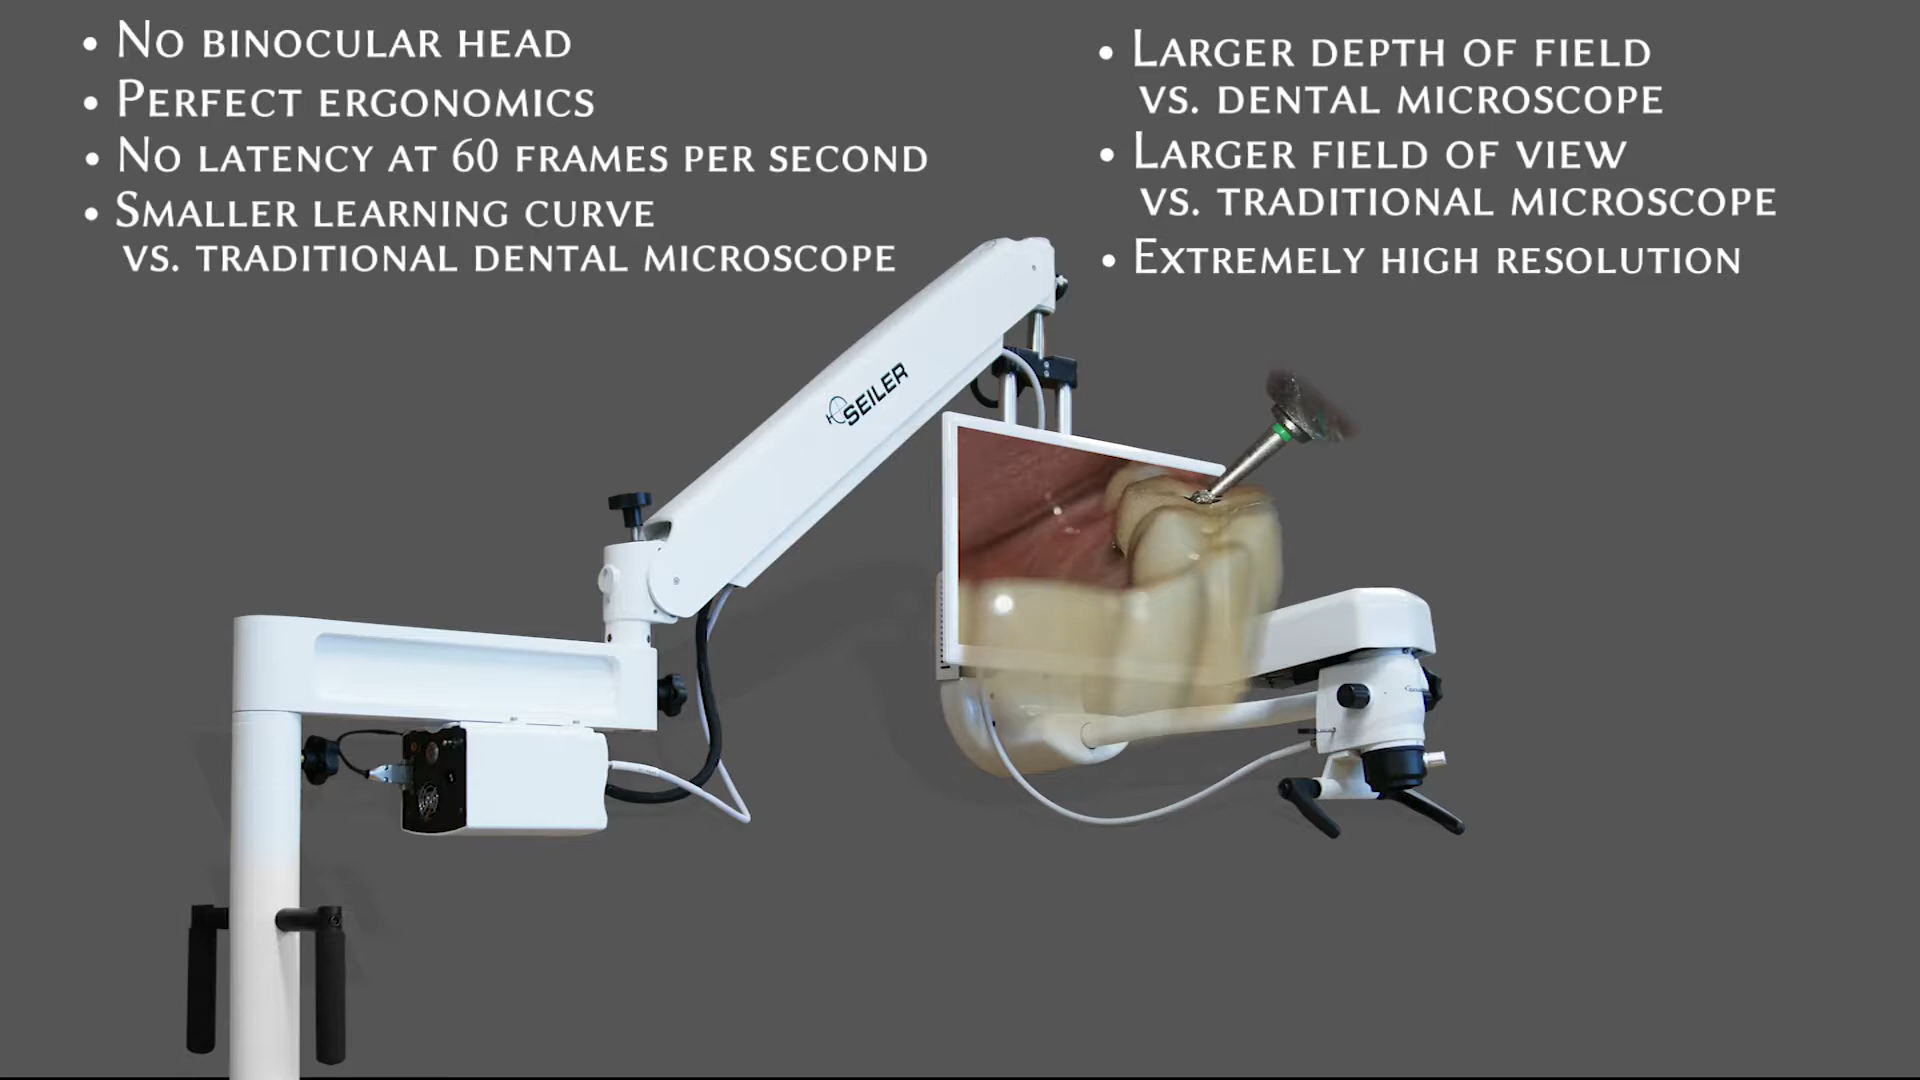 • No binocular head
• Perfect ergonomics
• No latency at 60 frames per second
• Smaller learning curve
vs. traditional dental microscope
• Larger depth of field
vs. dental microscope
• Larger field of view
vs. traditional microscope
• Extremely high resolution
SEILER